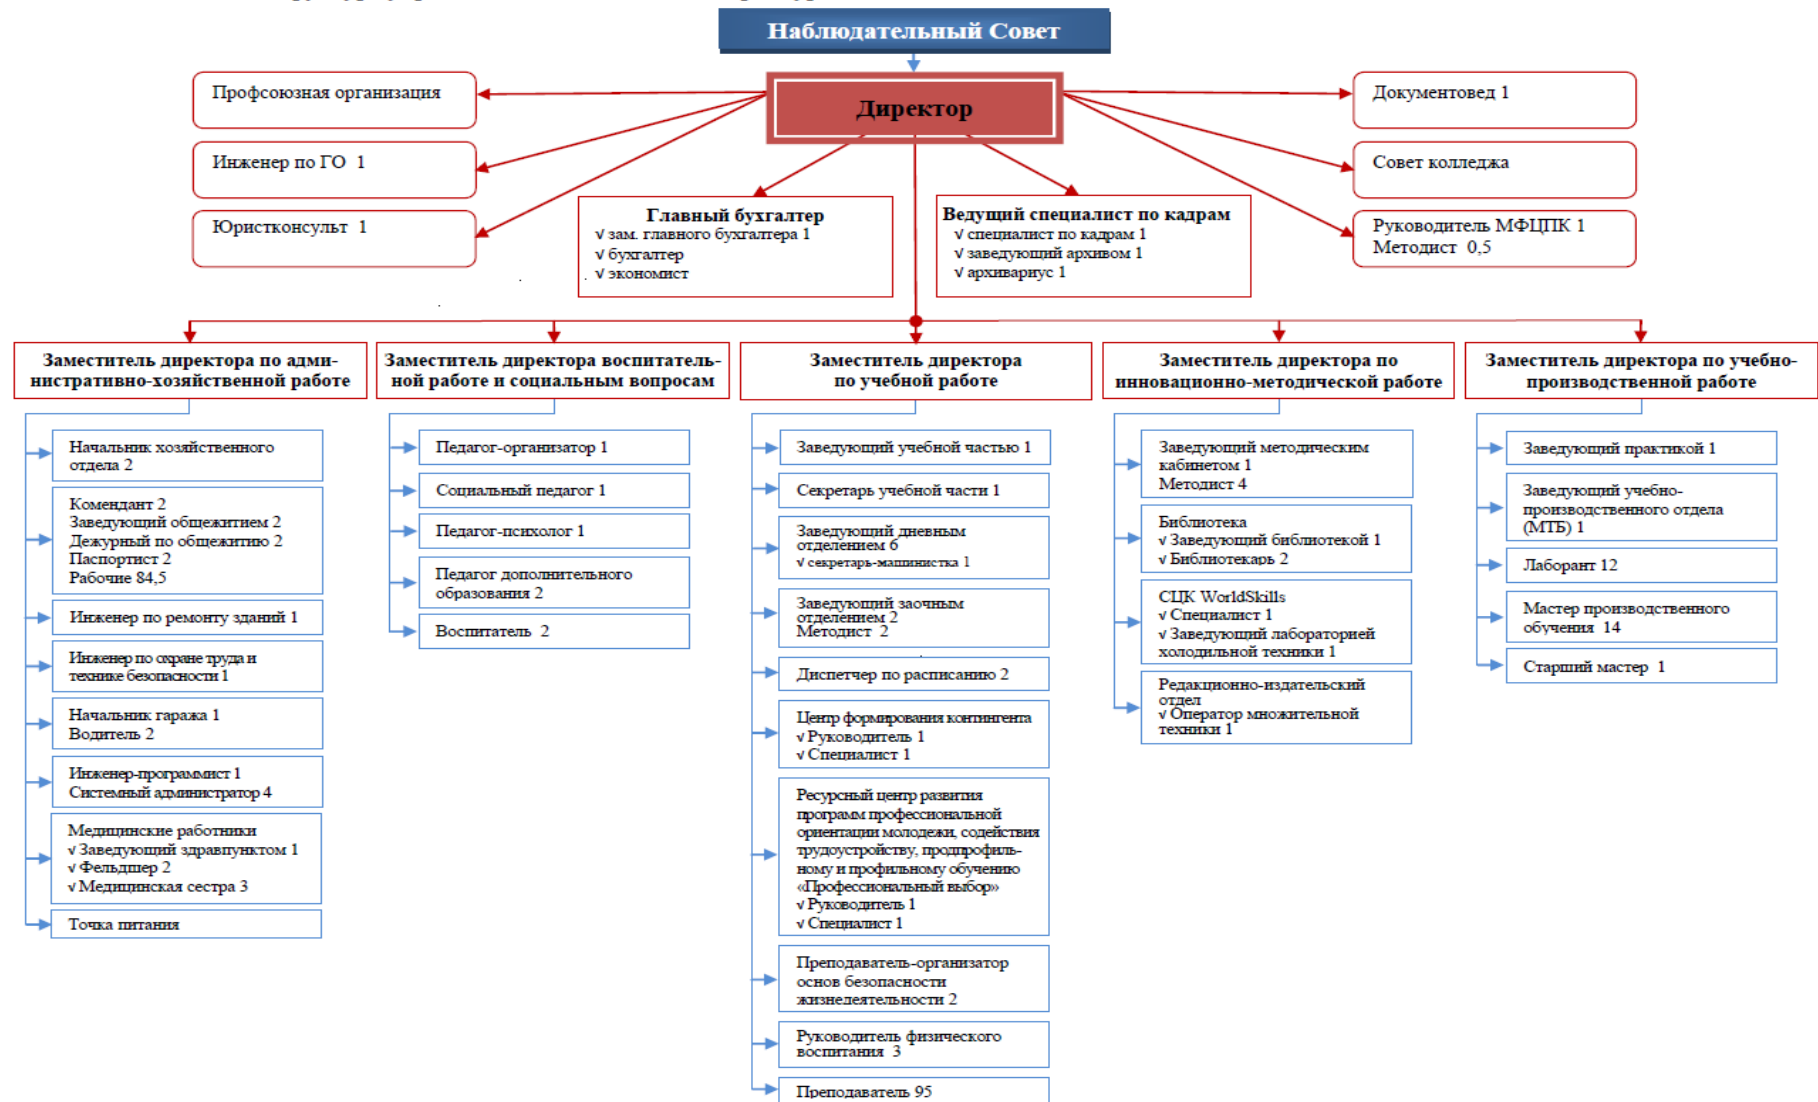 Наблюдательный Совет
Директор
Профсоюзная организация
Инженер по ГО 1
Юристконсульт 1
Документовед 1
Совет колледжа
Руководитель МФЦПК 1
Методист 0,5
Главный бухгалтер
√ зам. главного бухгалтера 1
√ бухгалтер
√ экономист
Ведущий специалист по кадрам
√ специалист по кадрам 1
√ заведующий архивом 1
√ архивариус 1
Заместитель директора по адми-
нистративно-хозяйственной работе
Начальник хозяйственного
отдела 2
Комендант 2
Заведующий общежитием 2
Дежурный по общежитию 2
Паспортист 2
Рабочие 84,5
Инженер по ремонту зданий 1
Инженер по охране труда и
технике безопасности 1
Начальник гаража 1
Водитель 2
Инженер-программист 1
Системный администратор 4
Медицинские работники
√ Заведующий здравпунктом 1
√ Фельдшер 2
√ Медицинская сестра 3
Точка питания
Заместитель директора воспитатель-
ной работе и социальным вопросам
Педагог-организатор 1
Социальный педагог 1
Педагог-психолог 1
Педагог дополнительного
образования 2
Воспитатель 2
Заместитель директора
по учебной работе
Заведующий учебной частью 1
Секретарь учебной части 1
Заведующий дневным
отделением 6
√ секретарь-машинистка 1
Заведующий заочным
отделением 2
Методист 2
Диспетчер по расписанию 2
Центр формирования контингента
√ Руководитель 1
√ Специалист 1
Ресурсный центр развития
программ профессиональной
ориентации молодежи, содействия
трудоустройству, продпрофиль-
ному и профильному обучению
«Профессиональный выбор»
√ Руководитель 1
√ Специалист 1
Преподаватель-организатор
основ безопасности
жизнедеятельности 2
Руководитель физического
воспитания 3
Преподаватель 95
Заместитель директора по
инновационно-методической работе
Заведующий методическим
кабинетом 1
Методист 4
Библиотека
√ Заведующий библиотекой 1
√ Библиотекарь 2
СЦК WorldSkills
√ Специалист 1
√ Заведующий лабораторией
холодильной техники 1
Редакционно-издательский
отдел
√ Оператор множительной
техники 1
Заместитель директора по учебно-
производственной работе
Заведующий практикой 1
Заведующий учебно-
производственного отдела
(МТБ) 1
Лаборант 12
Мастер производственного
обучения 14
Старший мастер 1